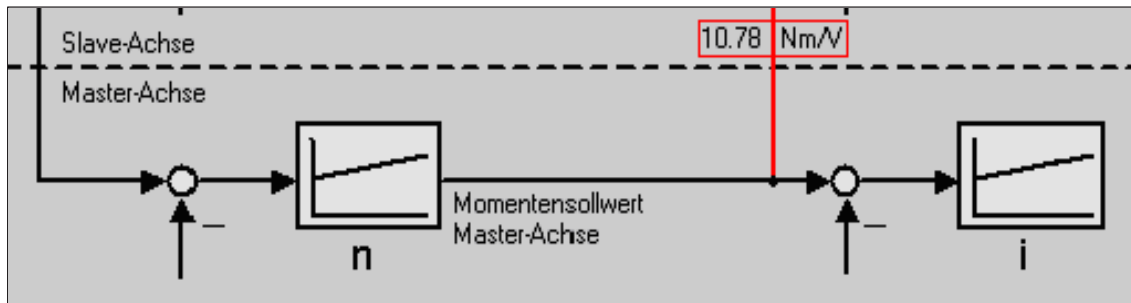 Slave-Achse
10.78 Nm/V
Master-Achse
Momentensollwert
Master-Achse
n
i